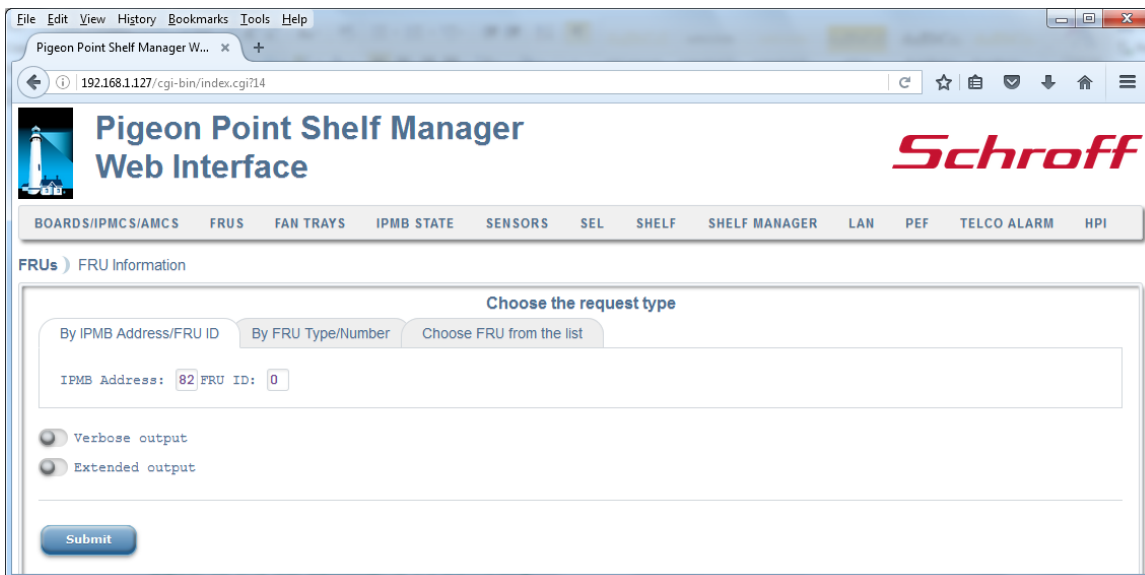 File Edit View History Bookmarks Tools Help
Pigeon Point Shelf Manager W... × +
192.168.1.127/cgi-bin/index.cgi?14
Pigeon Point Shelf Manager
Web Interface
Schroff
BOARDS/IPMCS/AMCS FRUS FAN TRAYS IPMB STATE SENSORS SEL SHELF SHELF MANAGER LAN PEF TELCO ALARM HPI
FRUs ) FRU Information
Choose the request type
By IPMB Address/FRU ID By FRU Type/Number Choose FRU from the list
IPMB Address: 82 FRU ID: 0
Verbose output
Extended output
Submit